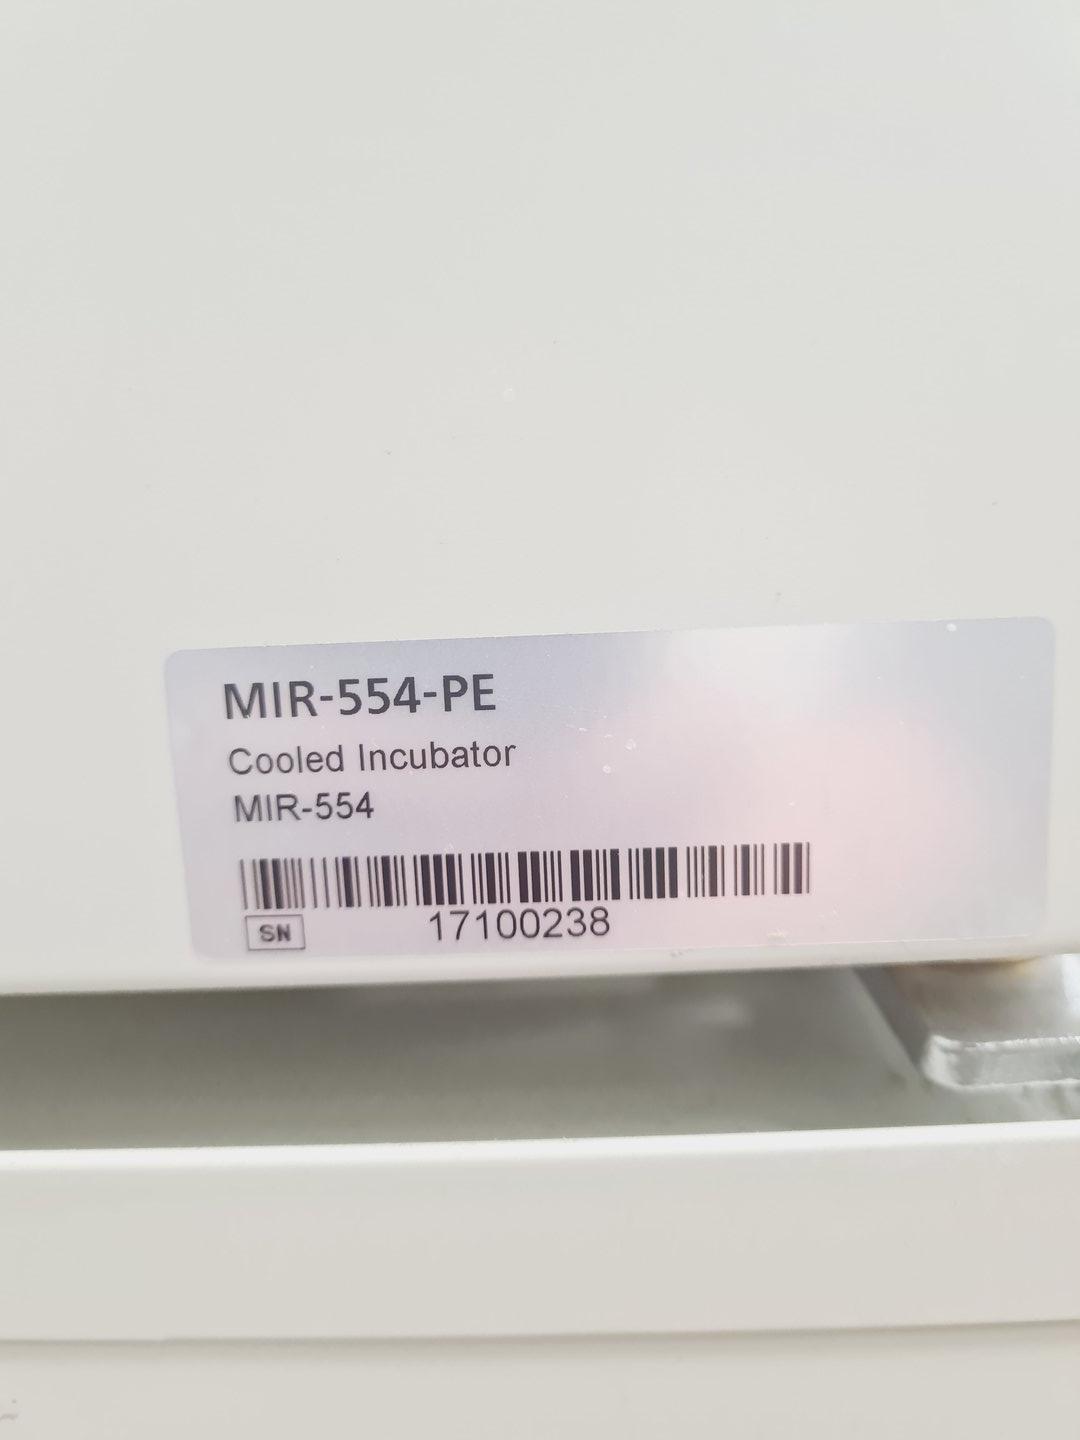 MIR-554-PE
Cooled Incubator
MIR-554
SN 17100238